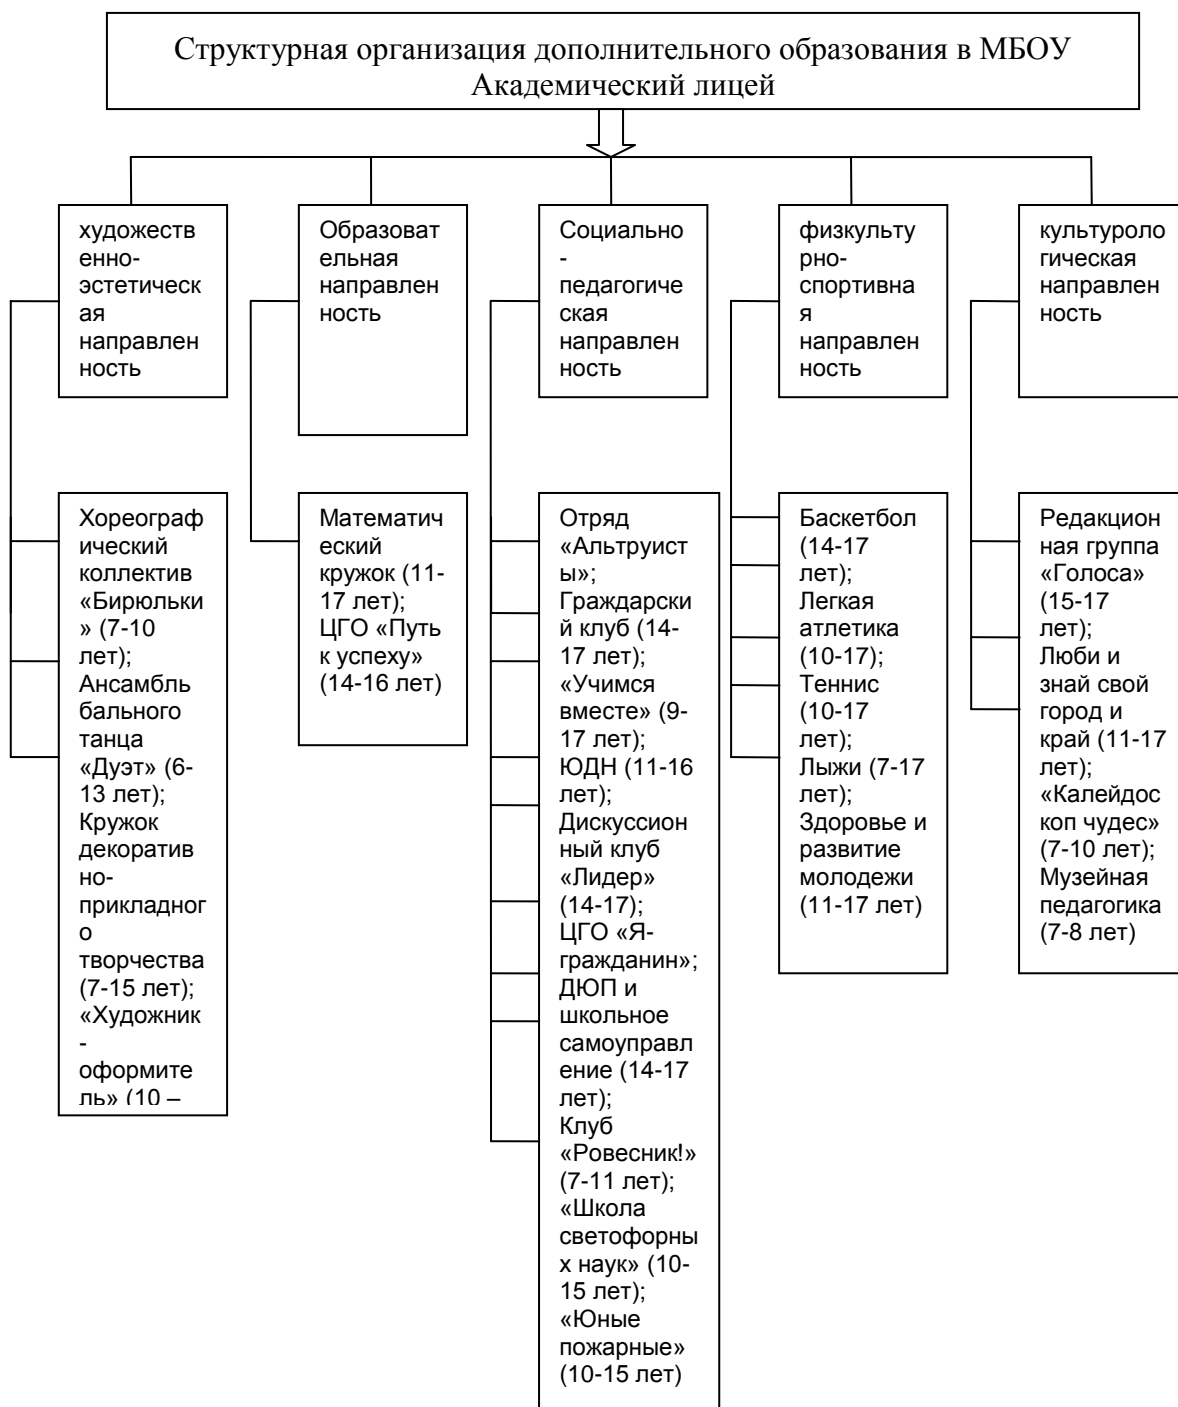 Структурная организация дополнительного образования в МБОУ
Академический лицей
художеств
енно-
эстетическ
ая
направлен
ность
Образоват
ельная
направлен
ность
Социально
-
педагогиче
ская
направлен
ность
физкульту
рно-
спортивна
я
направлен
ность
культуроло
гическая
направлен
ность
Хореограф
ический
коллектив
«Бирюльки
» (7-10
лет);
Ансамбль
бального
танца
«Дуэт» (6-
13 лет);
Кружок
декоратив
но-
прикладног
о
творчества
(7-15 лет);
«Художник
-
оформите
ль» (10 –
Математич
еский
кружок (11-
17 лет);
ЦГО «Путь
к успеху»
(14-16 лет)
Отряд
«Альтруист
ы»;
Граждарски
й клуб (14-
17 лет);
«Учимся
вместе» (9-
17 лет);
ЮДН (11-16
лет);
Дискуссион
ный клуб
«Лидер»
(14-17);
ЦГО «Я-
гражданин»;
ДЮП и
школьное
самоуправл
ение (14-17
лет);
Клуб
«Ровесник!»
(7-11 лет);
«Школа
светофорны
х наук» (10-
15 лет);
«Юные
пожарные»
(10-15 лет)
Баскетбол
(14-17
лет);
Легкая
атлетика
(10-17);
Теннис
(10-17
лет);
Лыжи (7-17
лет);
Здоровье и
развитие
молодежи
(11-17 лет)
Редакцион
ная группа
«Голоса»
(15-17
лет);
Люби и
знай свой
город и
край (11-17
лет);
«Калейдос
коп чудес»
(7-10 лет);
Музейная
педагогика
(7-8 лет)